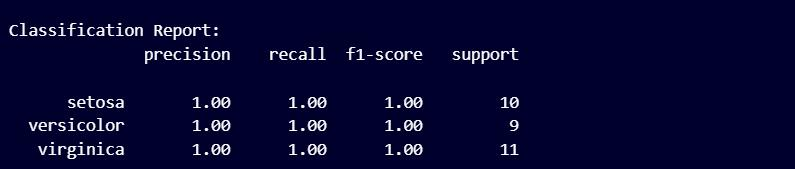 Classification Report:
precision recall f1-score support
setosa 1.00 1.00 1.00 10
versicolor 1.00 1.00 1.00 9
virginica 1.00 1.00 1.00 11